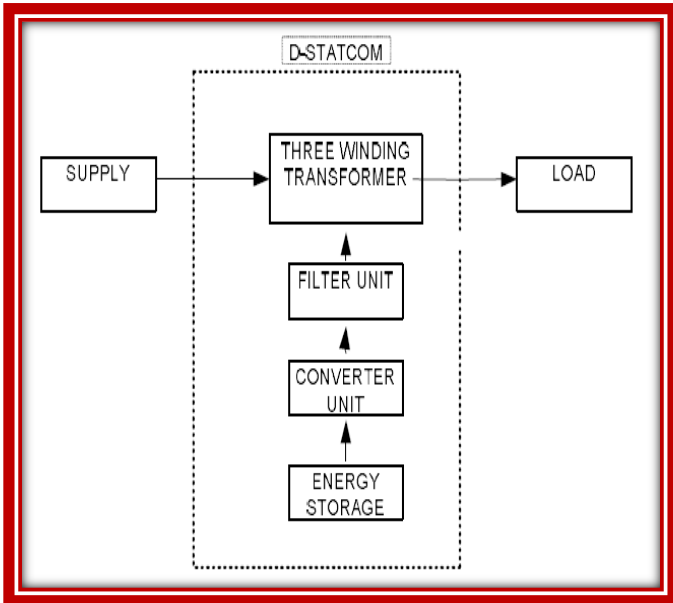 D-STATCOM
SUPPLY
THREE WINDING
TRANSFORMER
LOAD
FILTER UNIT
CONVERTER
UNIT
ENERGY
STORAGE